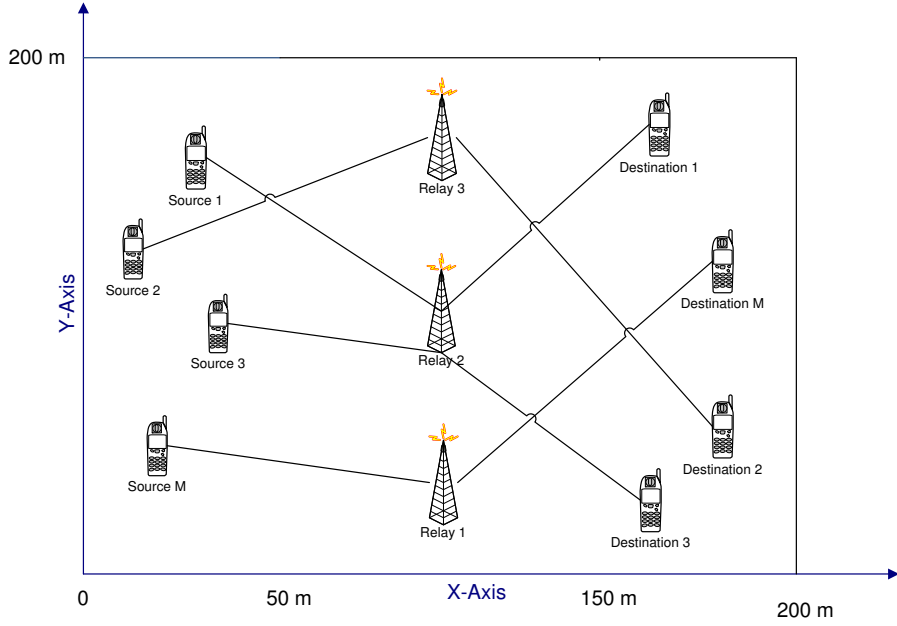 200 m
Destination 1
Relay 3
Source 1
Source 2
Destination M
Y-Axis
Relay 2
Source 3
Destination 2
Source M
Relay 1
Destination 3
X-Axis
0
50 m
150 m
200 m